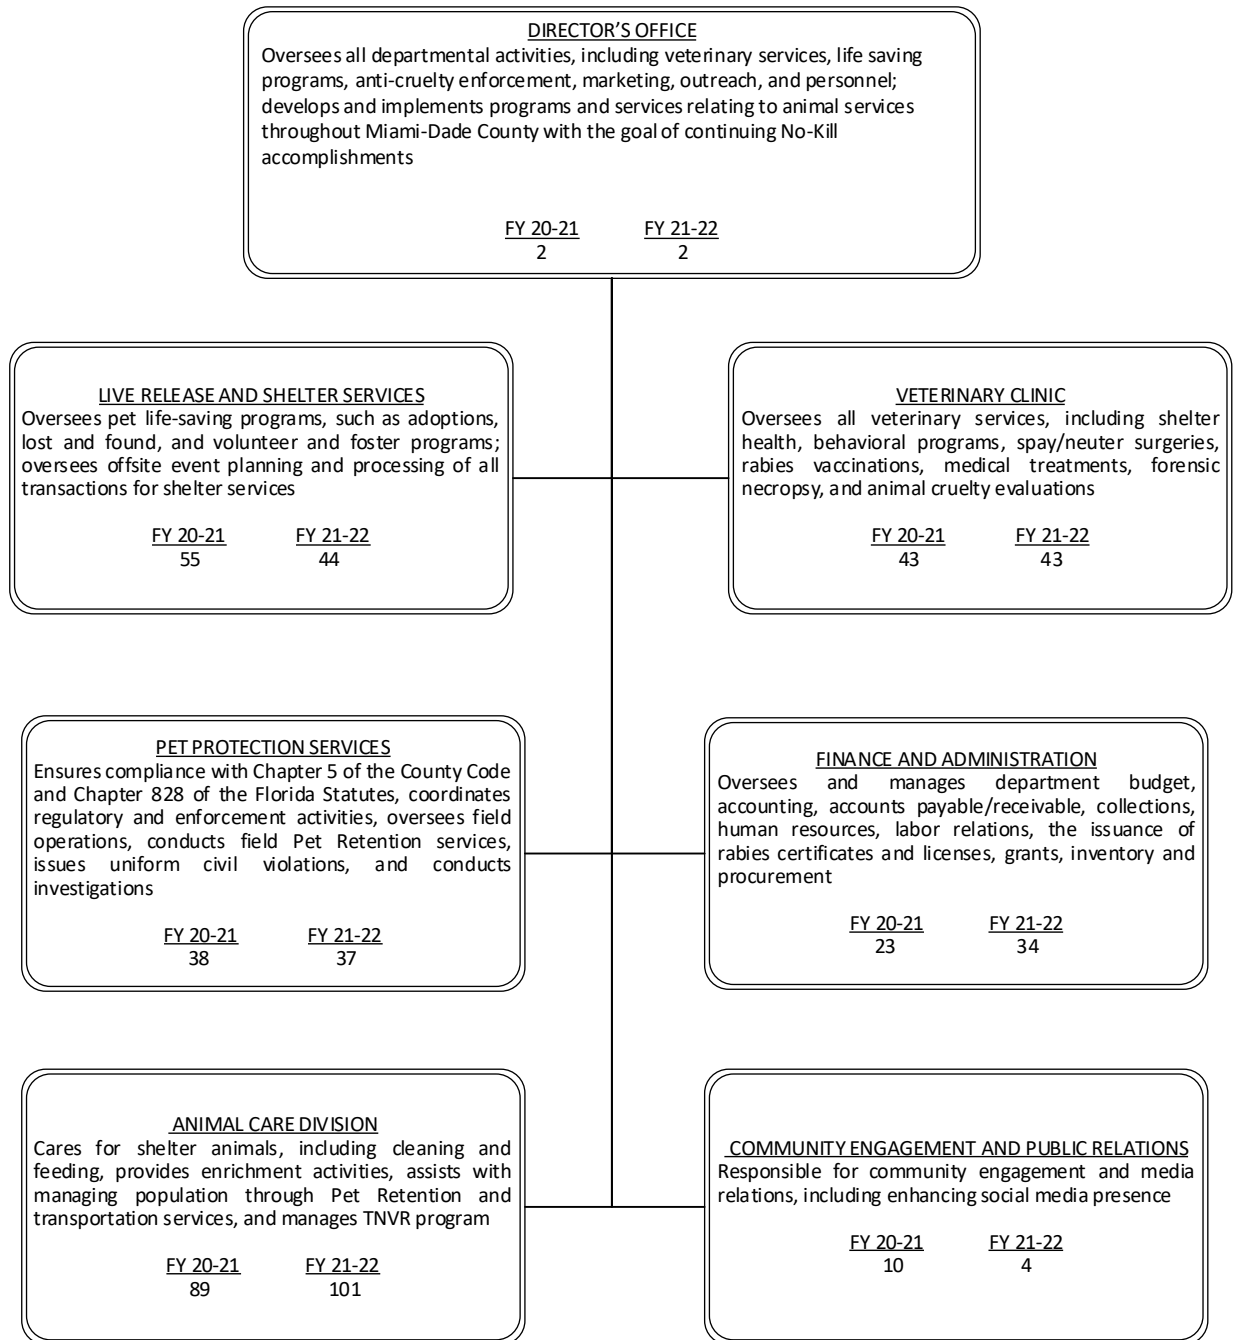 DIRECTOR'S OFFICE
Oversees all departmental activities, including veterinary services, life saving
programs, anti-cruelty enforcement, marketing, outreach, and personnel;
develops and implements programs and services relating to animal services
throughout Miami-Dade County with the goal of continuing No-Kill
accomplishments
FY 20-21 FY 21-22
2 2
LIVE RELEASE AND SHELTER SERVICES
Oversees pet life-saving programs, such as adoptions,
lost and found, and volunteer and foster programs;
oversees offsite event planning and processing of all
transactions for shelter services
FY 20-21 FY 21-22
55 44
VETERINARY CLINIC
Oversees all veterinary services, including shelter
health, behavioral programs, spay/neuter surgeries,
rabies vaccinations, medical treatments, forensic
necropsy, and animal cruelty evaluations
FY 20-21 FY 21-22
43 43
PET PROTECTION SERVICES
Ensures compliance with Chapter 5 of the County Code
and Chapter 828 of the Florida Statutes, coordinates
regulatory and enforcement activities, oversees field
operations, conducts field Pet Retention services,
issues uniform civil violations, and conducts
investigations
FY 20-21 FY 21-22
38 37
FINANCE AND ADMINISTRATION
Oversees and manages department budget,
accounting, accounts payable/receivable, collections,
human resources, labor relations, the issuance of
rabies certificates and licenses, grants, inventory and
procurement
FY 20-21 FY 21-22
23 34
ANIMAL CARE DIVISION
Cares for shelter animals, including cleaning and
feeding, provides enrichment activities, assists with
managing population through Pet Retention and
transportation services, and manages TNVR program
FY 20-21 FY 21-22
89 101
COMMUNITY ENGAGEMENT AND PUBLIC RELATIONS
Responsible for community engagement and media
relations, including enhancing social media presence
FY 20-21 FY 21-22
10 4